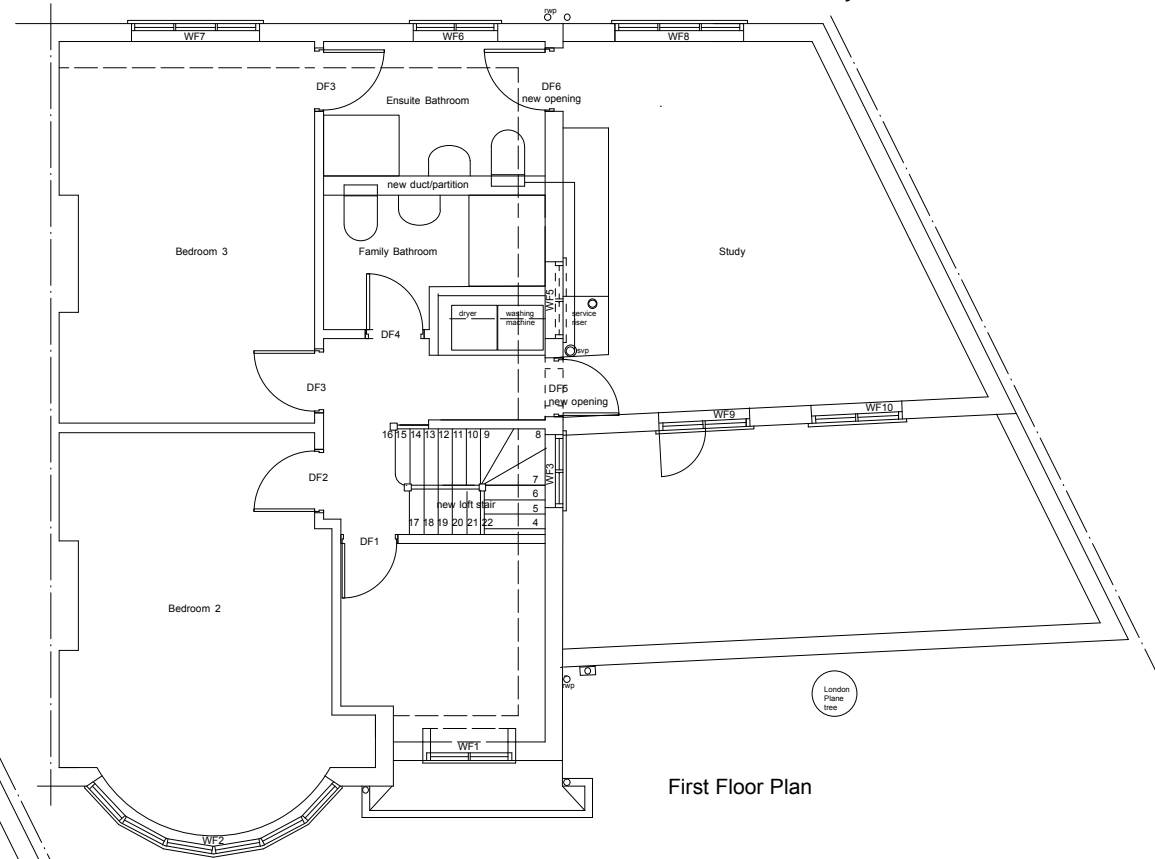 rwp
WF7
WF6
WF8
DF3
Ensuite Bathroom
DF6
new opening
new duct/partition
Bedroom 3
Family Bathroom
Study
WF5
dryer
washing
machine
service
riser
DF4
svp
DF3
DF5
new opening
WF9
WF10
16 15 14 13 12 11 10 9 8
DF2
WF3
7
6
new loft stair
5
17 18 19 20 21 22 4
DF1
Bedroom 2
rwp
London
Plane
tree
WF1
First Floor Plan
WF2